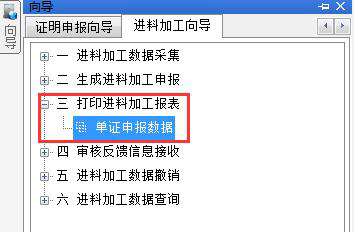 向导
向导
证明申报向导 进料加工向导
一 进料加工数据采集
二 生成进料加工申报
三 打印进料加工报表
单证申报数据
四 审核反馈信息接收
五 进料加工数据撤销
六 进料加工数据查询